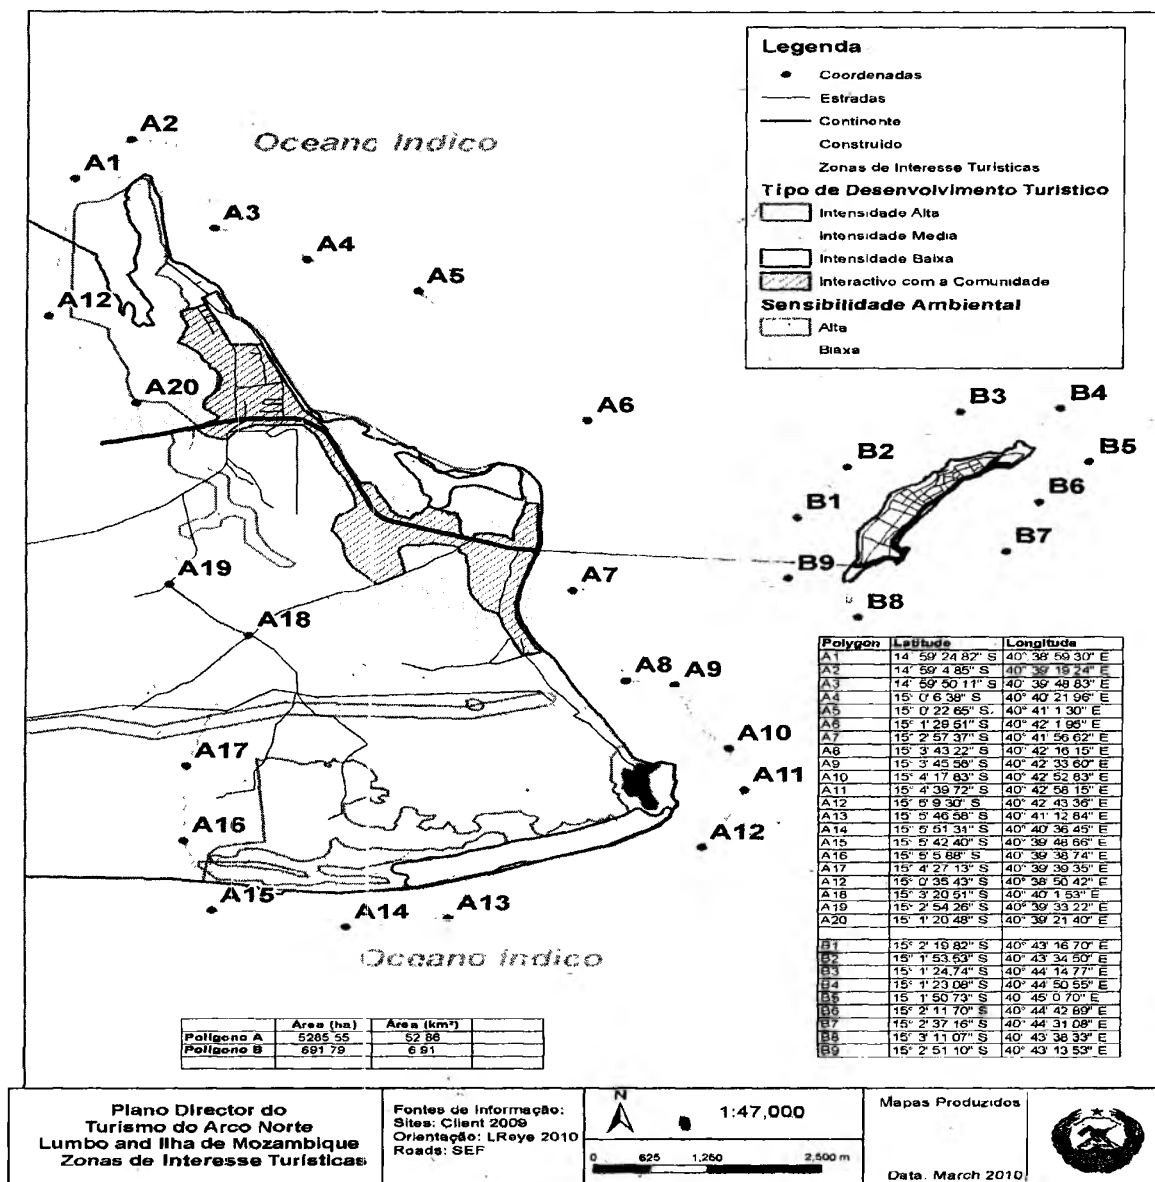 Legenda
Coordenadas
Estradas
Continente
Construido
Zonas de Interesse Turísticas
Tipo de Desenvolvimento Turistico
Intensidade Alta
Intensidade Media
Intensidade Baixa
Interactivo com a Comunidade
Sensibilidade Ambiental
Alta
Biaxa
Oceano Indico
A1
A2
A3
A4
A5
A12
A20
A6
A19
A18
A7
A8
A9
A10
A11
A17
A16
A12
A15
A14
A13
Oceano Indico
B3
B4
B2
B5
B1
B6
B7
B9
B8
Polygon Latitude Longitude
A1 14° 59' 24 82" S 40° 38' 59 30" E
A2 14° 59' 4 85" S 40° 39' 19 24" E
A3 14° 59' 50 11" S 40° 39' 48 83" E
A4 15° 0' 6 38" S 40° 40' 21 96" E
A5 15° 0' 22 65" S. 40° 41' 1 30" E
A6 15° 1' 29 51" S 40° 42' 1 95" E
A7 15° 2' 57 37" S 40° 41' 56 62" E
A8 15° 3' 43 22" S 40° 42' 16 15" E
A9 15° 3' 45 56" S 40° 42' 33 60" E
A10 15° 4' 17 83" S 40° 42' 52 83" E
A11 15° 4' 39 72" S 40° 42' 58 15" E
A12 15° 5' 9 30" S 40° 42' 43 36" E
A13 15° 5' 46 58" S 40° 41' 12 84" E
A14 15° 5' 51 31" S 40° 40' 36 45" E
A15 15° 5' 42 40" S 40° 39' 48 66" E
A16 15° 5' 5 88" S 40° 39' 38 74" E
A17 15° 4' 27 13" S 40° 39' 39 35" E
A12 15° 0' 35 43" S 40° 38' 50 42" E
A18 15° 3' 20 51" S 40° 40' 1 53" E
A19 15° 2' 54 26" S 40° 39' 33 22" E
A20 15° 1' 20 48" S 40° 39' 21 40" E
B1 15° 2' 19 82" S 40° 43' 16 70" E
B2 15° 1' 53.53" S 40° 43' 34 50" E
B3 15° 1' 24.74" S 40° 44' 14 77" E
B4 15° 1' 23 08" S 40° 44' 50 55" E
B5 15 1' 50 73" S 40 45' 0 70" E
B6 15° 2' 11 70" S 40° 44' 42 89" E
B7 15° 2' 37 16" S 40° 44' 31 08" E
B8 15° 3' 11 07" S 40° 43' 38 33" E
B9 15° 2' 51 10" S 40° 43' 13 53" E
Área (ha) Área (km²)
Poligono A 5285 55 52 86
Poligono B 691 79 6 91
Plano Director do
Turismo do Arco Norte
Lumbo and Ilha de Mozambique
Zonas de Interesse Turísticas
Fontes de Informação:
Sites: Client 2009
Orientação: LReye 2010
Roads: SEF
N
1:47,000
0 625 1,250 2,500 m
Mapas Produzidos
Data. March 2010